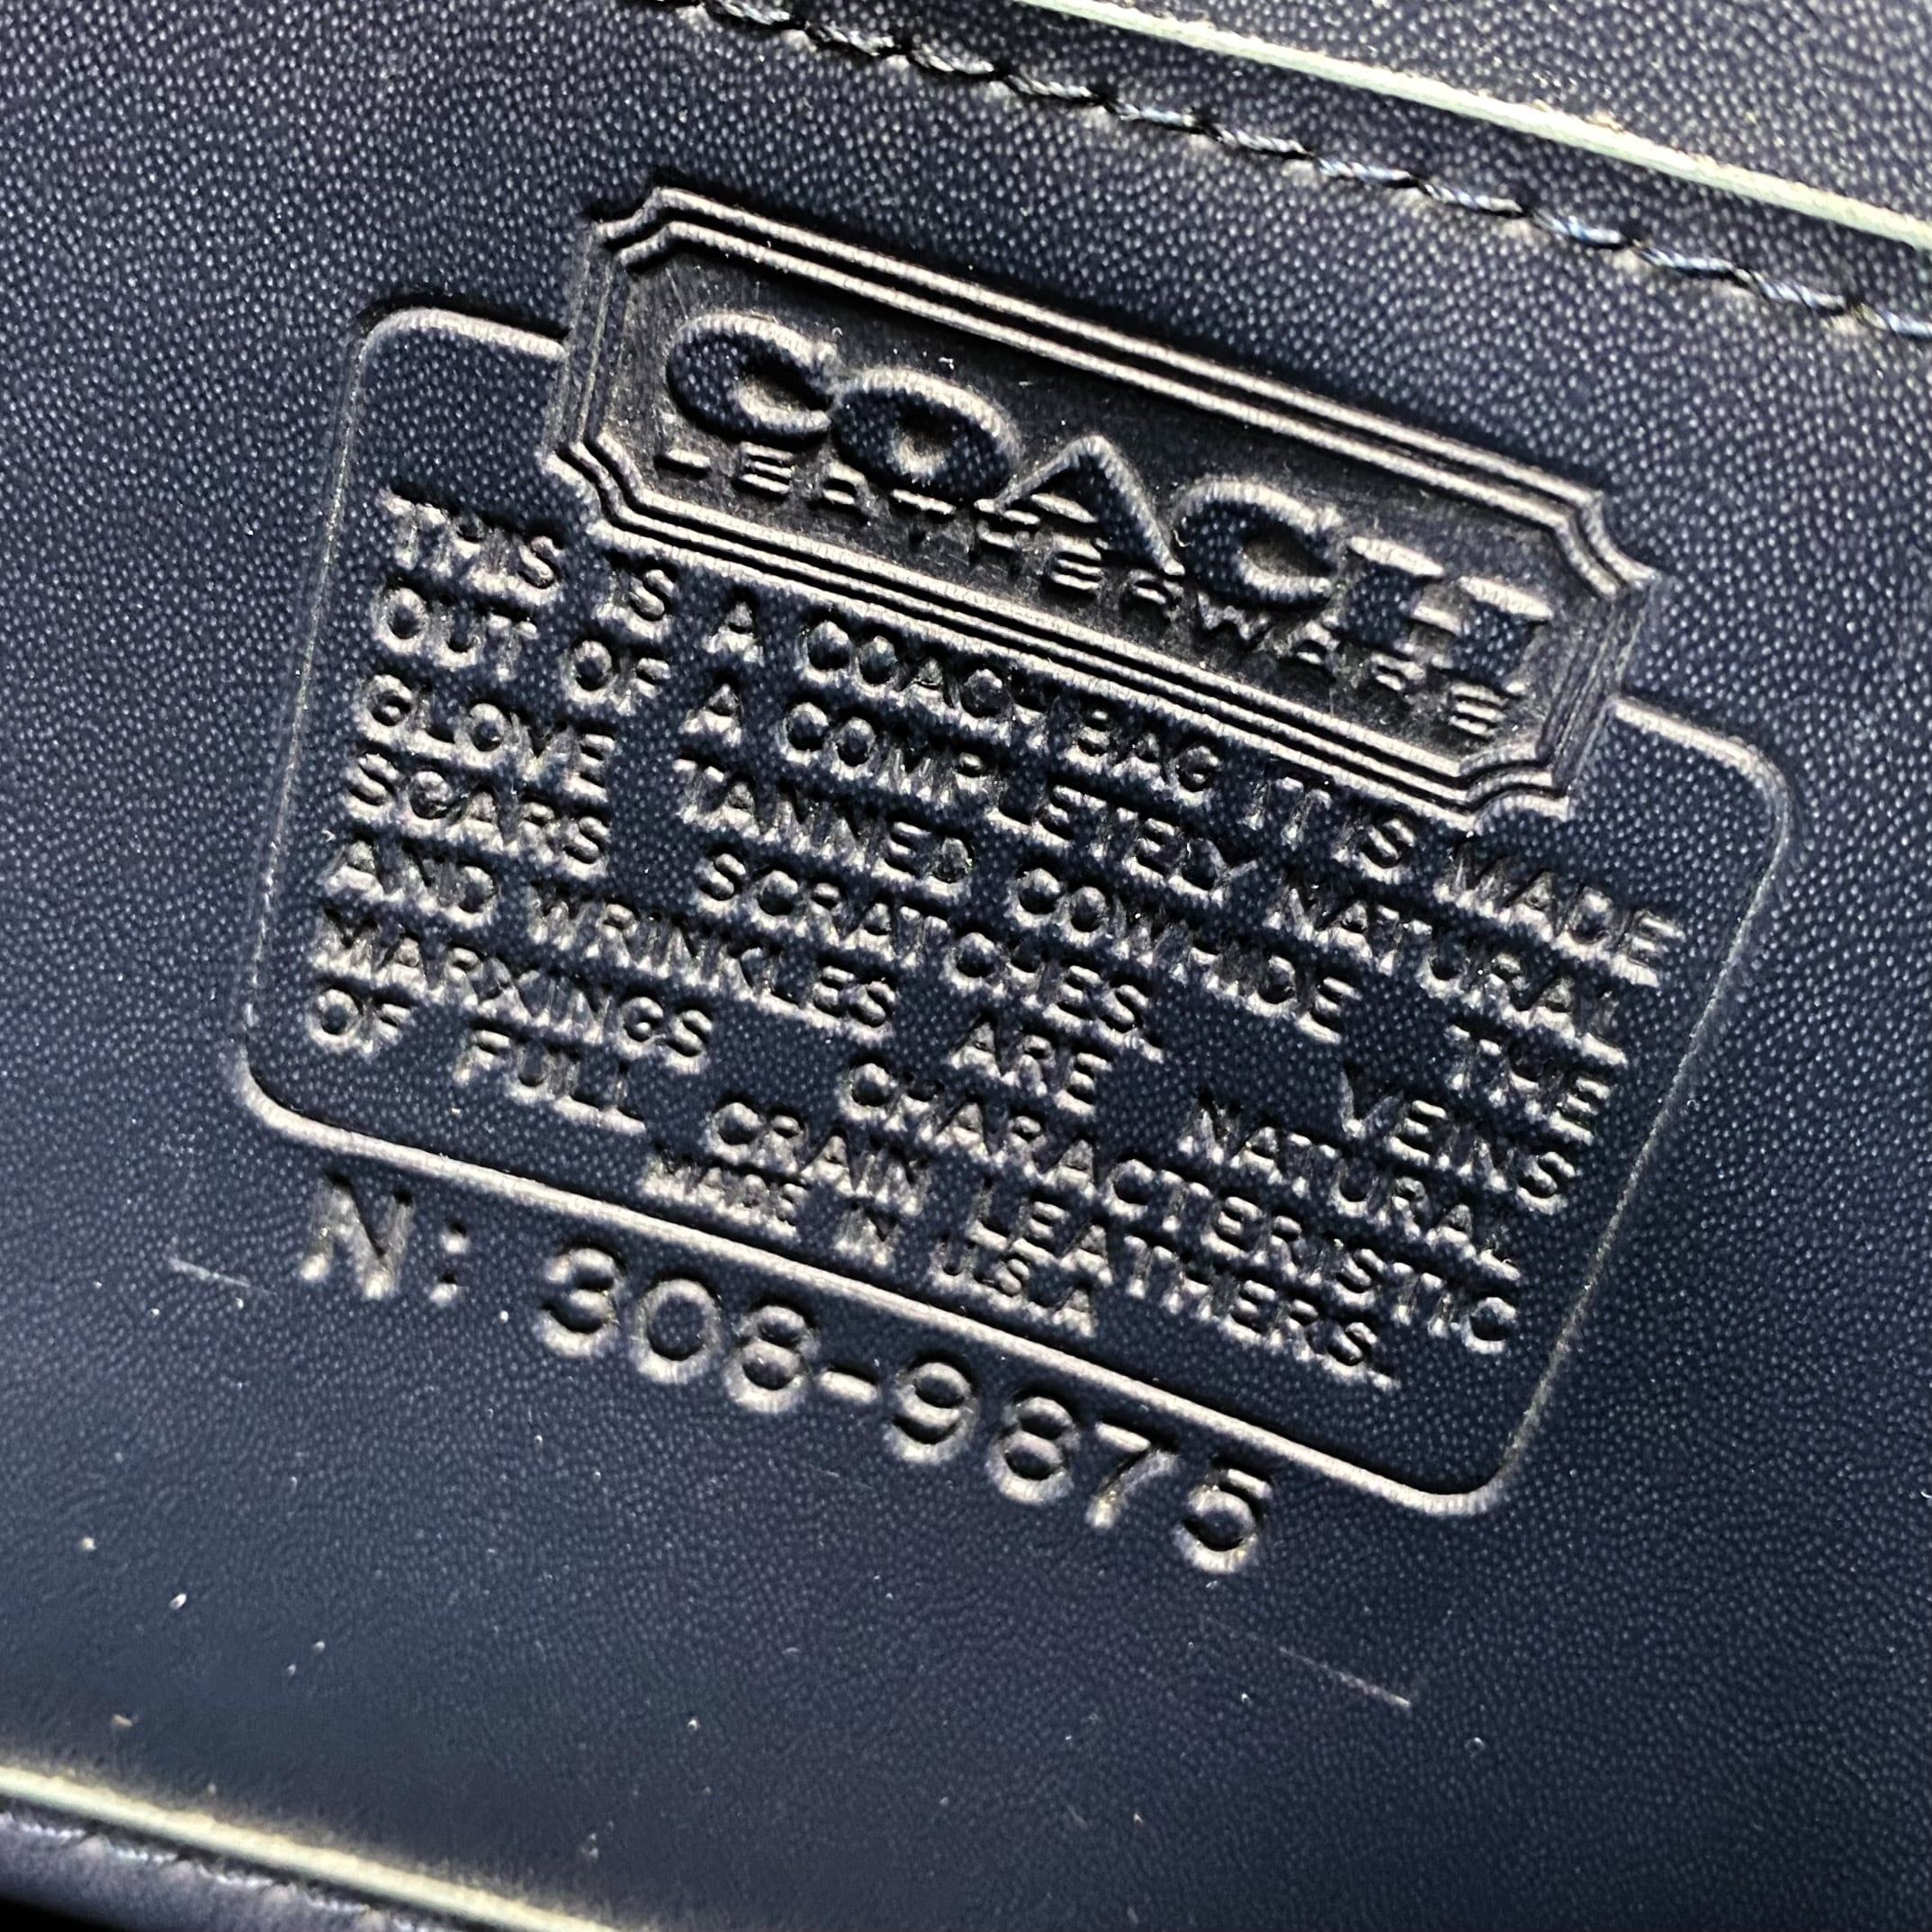 COACH
LEATHERWARE
THIS IS A COACH BAG IT IS MADE
OUT OF A COMPLETELY NATURAL
GLOVE TANNED COWHIDE THE
SCARS SCRATCHES. VEINS
AND WRINKLES ARE NATURAL
MARKINGS CHARACTERISTIC
OF FULL GRAIN LEATHERS.
MADE IN U.S.A
Nº: 308-9875